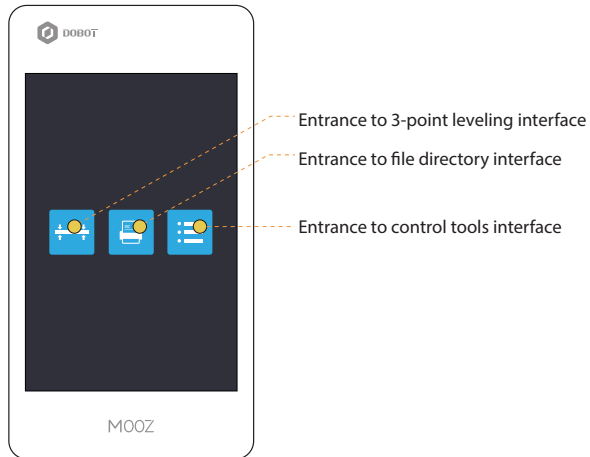 DOBOT
Entrance to 3-point leveling interface
Entrance to file directory interface
Entrance to control tools interface
MOOZ